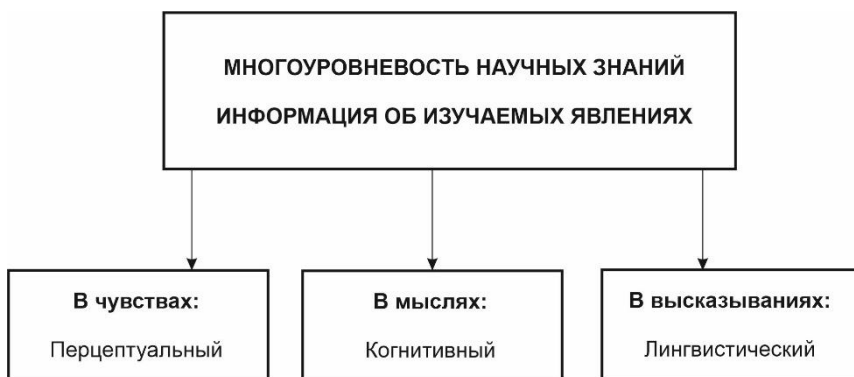 МНОГОУРОВНЕВОСТЬ НАУЧНЫХ ЗНАНИЙ
ИНФОРМАЦИЯ ОБ ИЗУЧАЕМЫХ ЯВЛЕНИЯХ
В чувствах:
Перцептуальный
В мыслях:
Когнитивный
В высказываниях:
Лингвистический